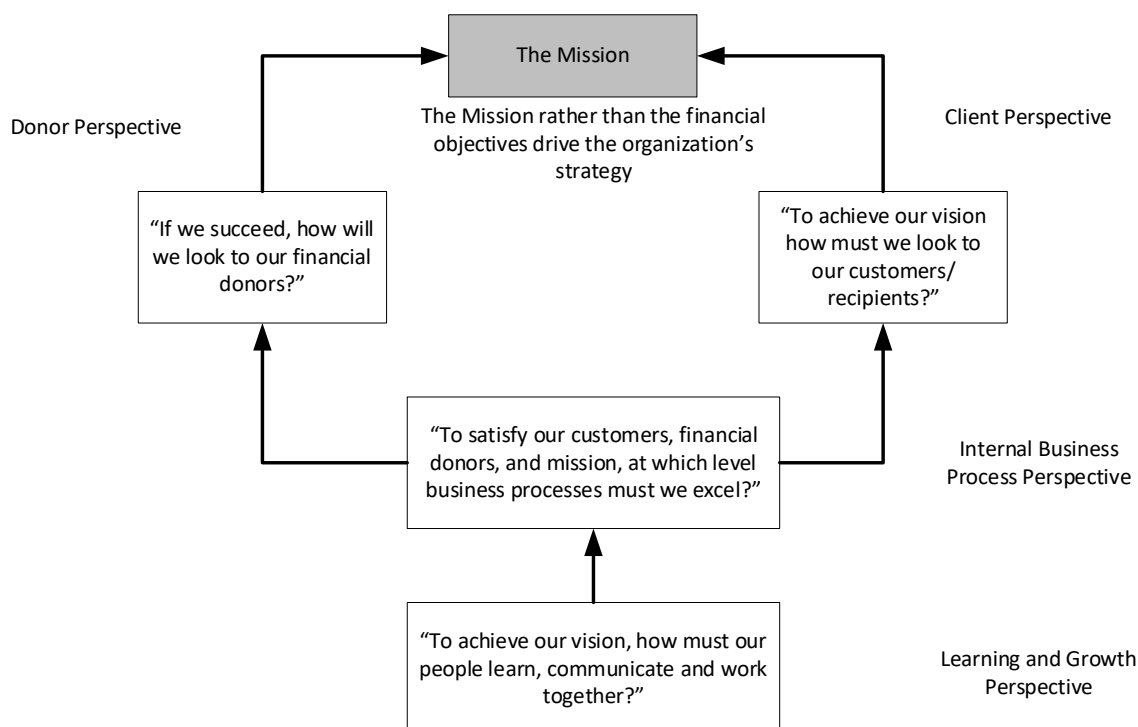 The Mission
Donor Perspective
The Mission rather than the financial
objectives drive the organization’s
strategy
Client Perspective
“If we succeed, how will
we look to our financial
donors?”
“To achieve our vision
how must we look to
our customers/
recipients?”
“To satisfy our customers, financial
donors, and mission, at which level
business processes must we excel?”
Internal Business
Process Perspective
“To achieve our vision, how must our
people learn, communicate and work
together?”
Learning and Growth
Perspective